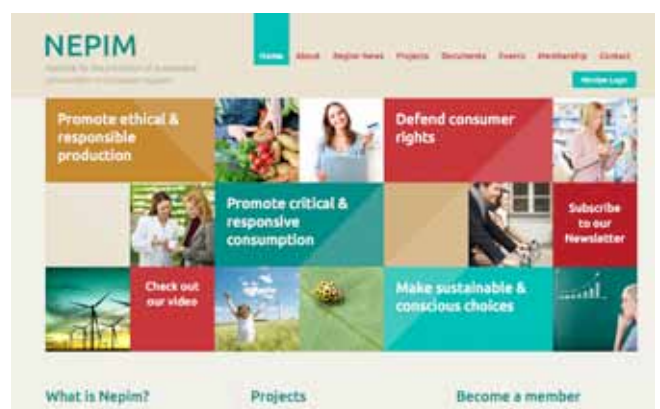 NEPIM
Home About Region News Projects Documents Events Membership Contact
Member Login
Promote ethical &
responsible
production
Defend consumer
rights
Promote critical &
responsive
consumption
Subscribe
to our
Newsletter
Check out
our video
Make sustainable &
conscious choices
What is Nepim?
Projects
Become a member